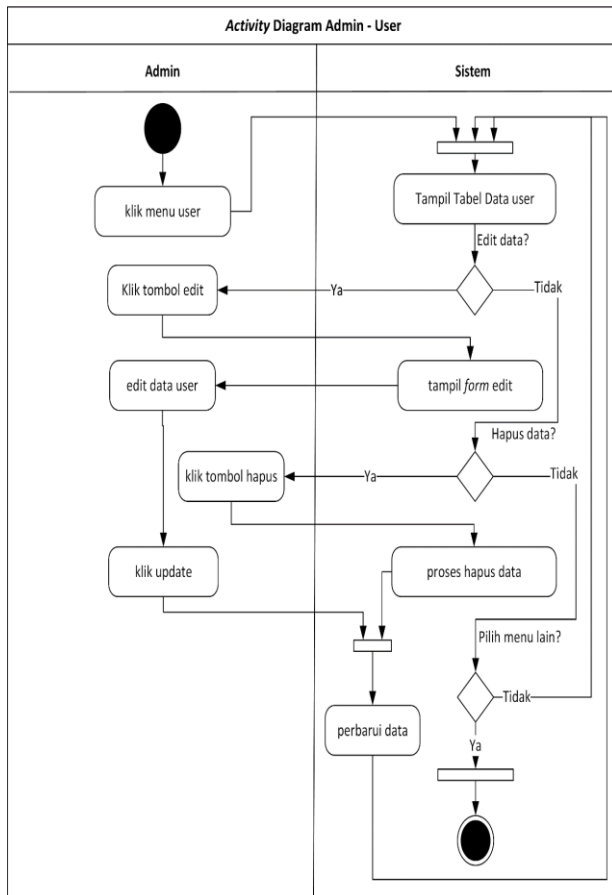 Activity Diagram Admin - User
Admin
Sistem
klik menu user
Tampil Tabel Data user
Edit data?
Klik tombol edit
Ya
Tidak
edit data user
tampil form edit
Hapus data?
klik tombol hapus
Ya
Tidak
klik update
proses hapus data
Pilih menu lain?
Tidak
perbarui data
Ya